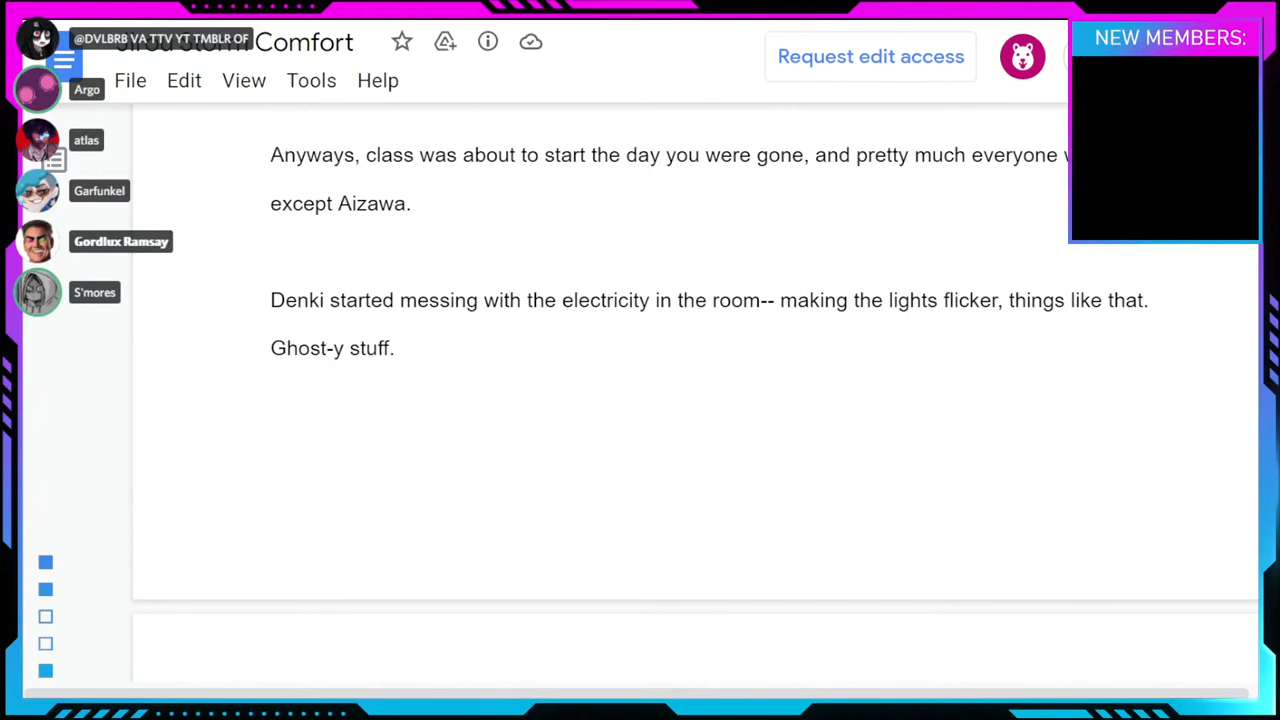 @DVLBRB VA TTV YT TMBLR OF
Comfort
Request edit access
NEW MEMBERS:
File Edit View Tools Help
Argo
atlas
Garfunkel
Gordlux Ramsay
S'mores
Anyways, class was about to start the day you were gone, and pretty much everyone
except Aizawa.
Denki started messing with the electricity in the room-- making the lights flicker, things like that.
Ghost-y stuff.